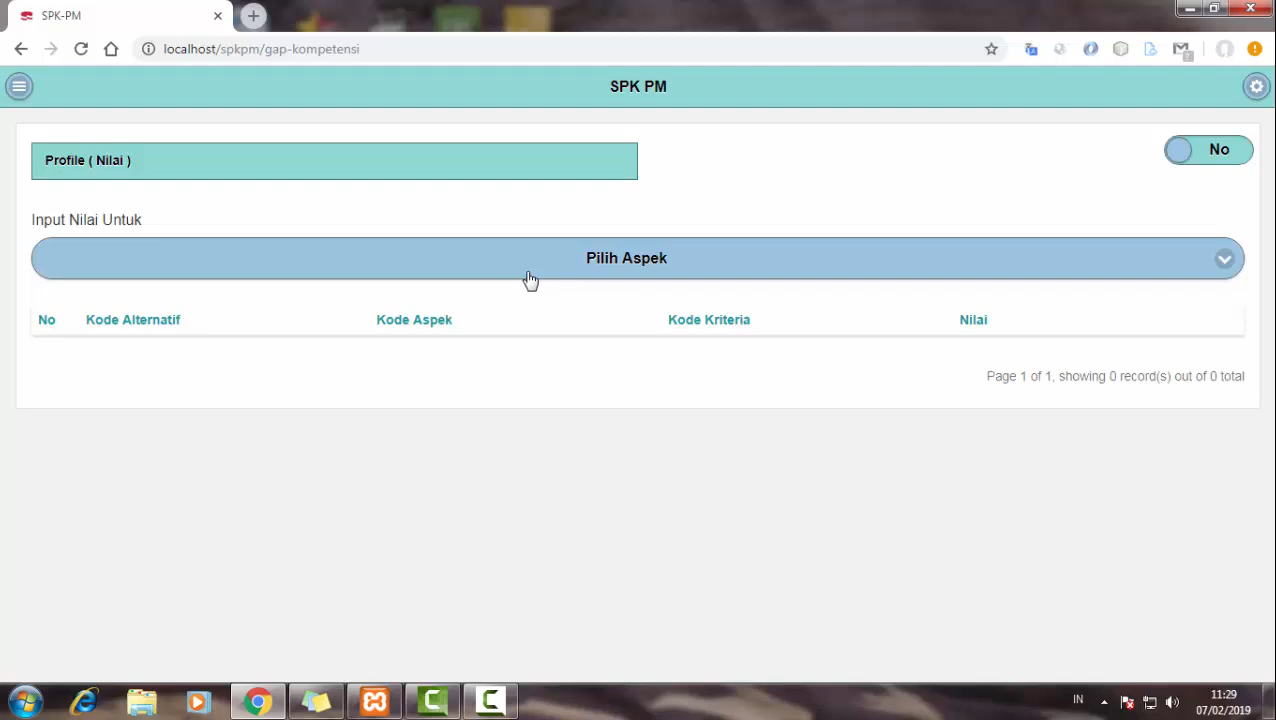 SPK-PM
localhost/spkpm/gap-kompetensi
SPK PM
Profile ( Nilai )
No
Input Nilai Untuk
Pilih Aspek
No Kode Alternatif Kode Aspek Kode Kriteria Nilai
Page 1 of 1, showing 0 record(s) out of 0 total
IN
11:29
07/02/2019